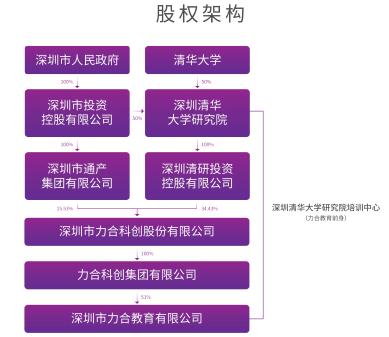 股权架构
深圳市人民政府
清华大学
100%
50%
深圳市投资
控股有限公司
50%
深圳清华
大学研究院
100%
100%
深圳市通产
集团有限公司
深圳清研投资
控股有限公司
15.53%
34.43%
深圳清华大学研究院培训中心
(力合教育前身)
深圳市力合科创股份有限公司
100%
力合科创集团有限公司
51%
深圳市力合教育有限公司